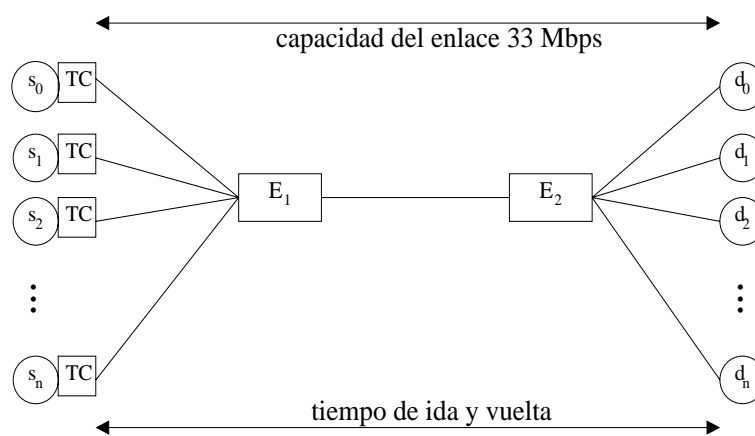 capacidad del enlace 33 Mbps
s0 TC d0
s1 TC d1
E1 E2
s2 TC d2
sn TC dn
tiempo de ida y vuelta